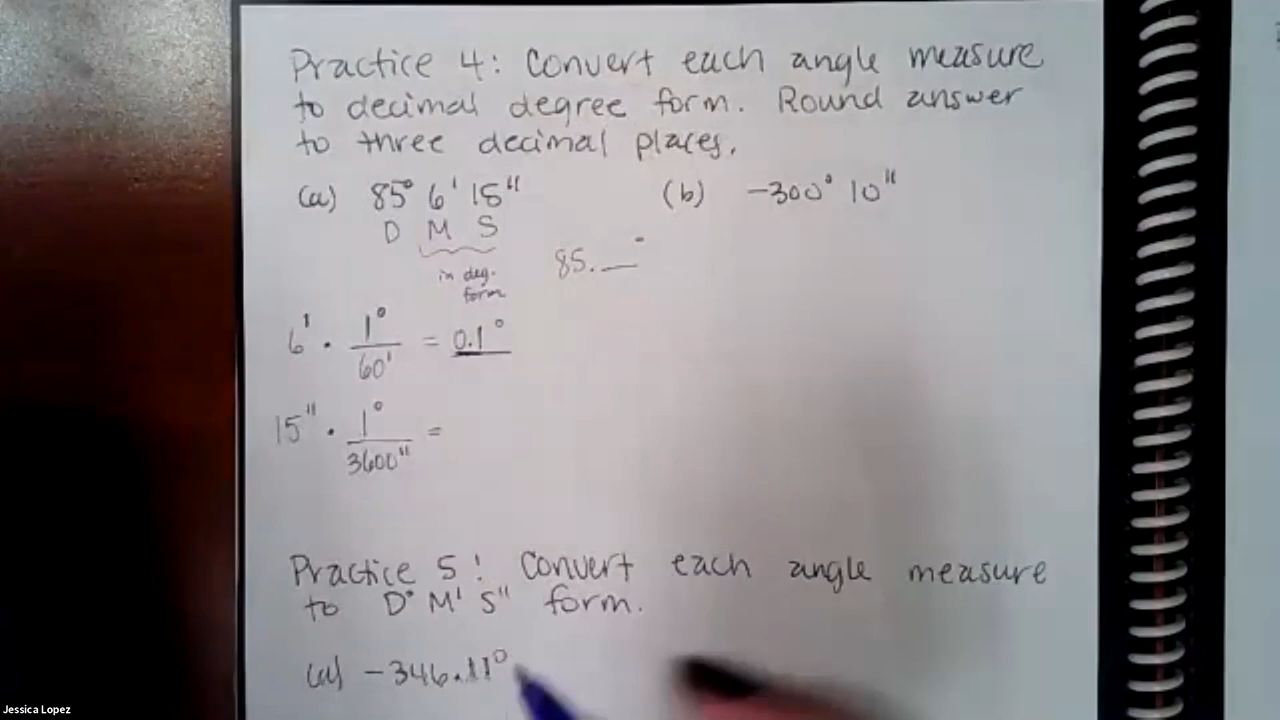 Practice 4: Convert each angle measure
to decimal degree form. Round answer
to three decimal places.
(a) 85° 6' 15" (b) -300° 10"
D M S
85.__°
in deg.
form
6' · 1°/60' = 0.1°
15" · 1°/3600" =
Practice 5: Convert each angle measure
to D° M' S" form.
(a) -346.11°
Jessica Lopez